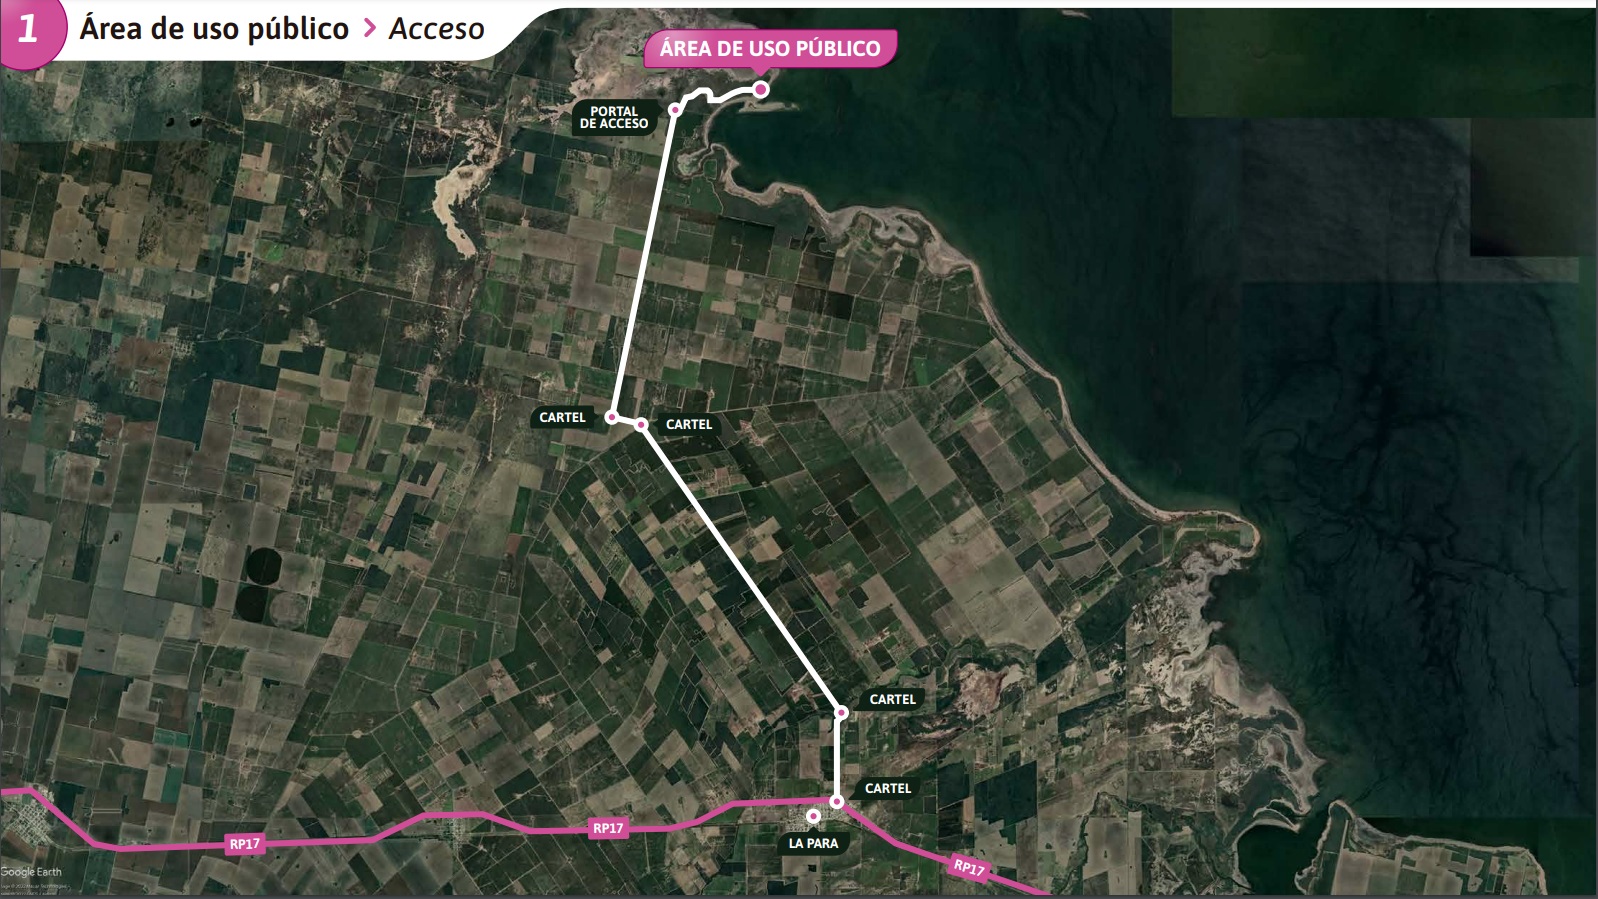 1
Área de uso público > Acceso
ÁREA DE USO PÚBLICO
PORTAL
DE ACCESO
CARTEL
CARTEL
CARTEL
CARTEL
RP17
RP17
LA PARA
RP17
Google Earth